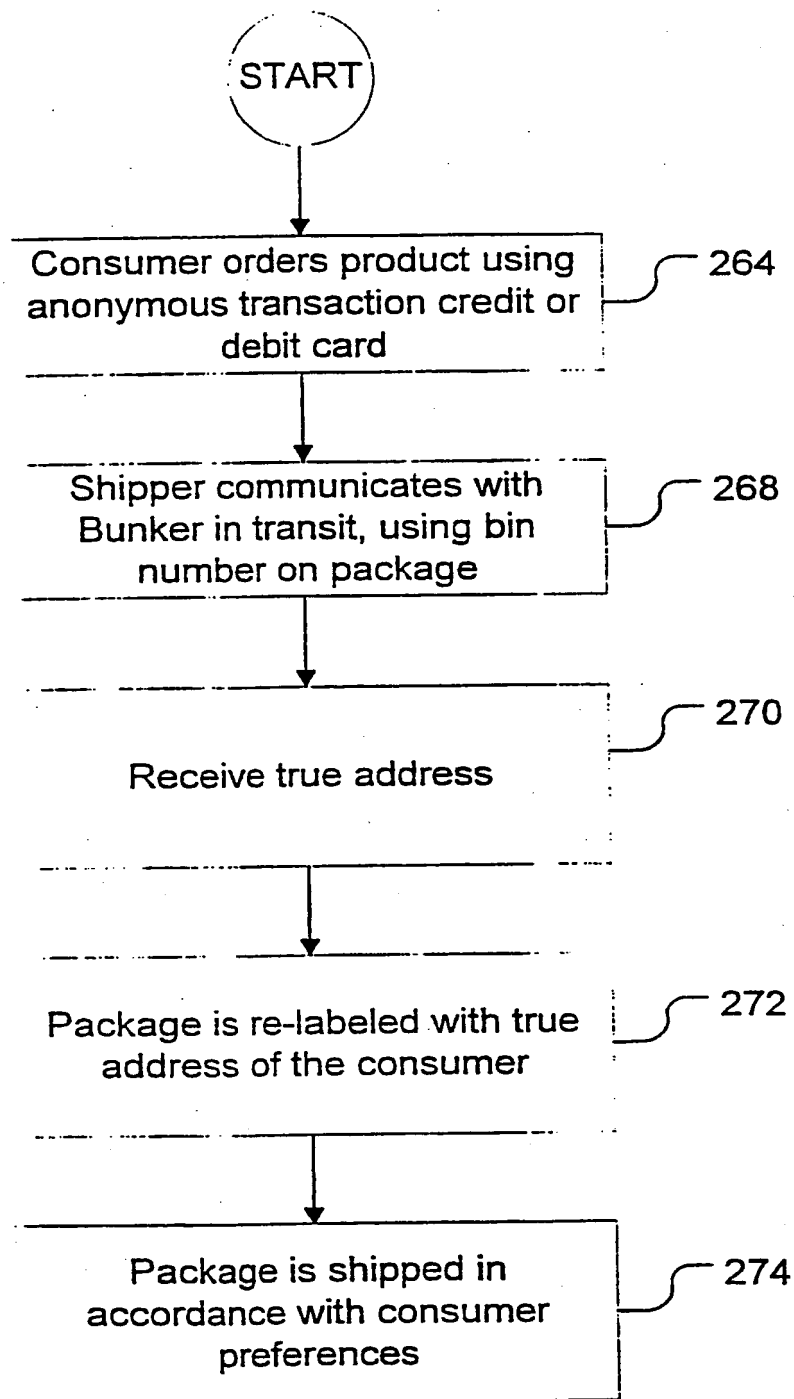 START
Consumer orders product using
anonymous transaction credit or
debit card
264
Shipper communicates with
Bunker in transit, using bin
number on package
268
Receive true address
270
Package is re-labeled with true
address of the consumer
272
Package is shipped in
accordance with consumer
preferences
274